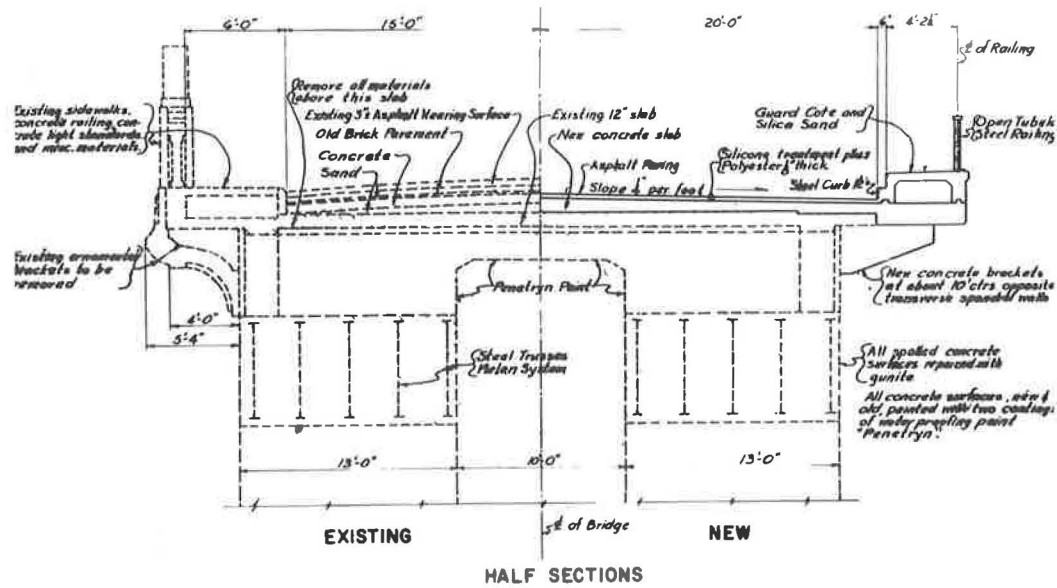 6'-0"
15'-0"
20'-0"
6"
4'-2½"
℄ of Railing
Existing sidewalks,
concrete railing, con-
crete light standards
and misc. materials.
Remove all materials
above this slab
Existing 3" Asphalt Wearing Surface
Old Brick Pavement
Concrete
Sand
Existing 12" slab
New concrete slab
Asphalt Paving
Slope ¼" per foot
Guard Cote and
Silica Sand
Silicone treatment plus
Polyester ⅛" thick
Steel Curb
Open Tubular
Steel Railing
Existing ornamental
brackets to be
removed
Penetryn Paint
New concrete brackets
at about 10' ctrs opposite
transverse spandrel walls
4'-0"
5'-4"
Steel Trusses
Melan System
All spalled concrete
surfaces repaired with
gunite
All concrete surfaces, new &
old, painted with two coatings
of waterproofing paint
"Penetryn".
13'-0"
10'-0"
13'-0"
EXISTING
℄ of Bridge
NEW
HALF SECTIONS